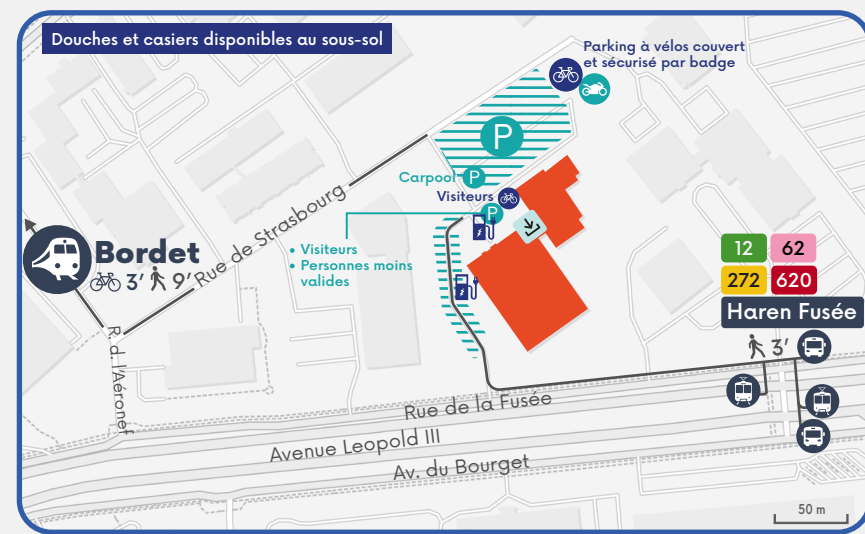 Douches et casiers disponibles au sous-sol
Parking à vélos couvert
et sécurisé par badge
P
Carpool P
Visiteurs
P
• Visiteurs
• Personnes moins
valides
Rue de Strasbourg
Bordet
3' 9'
R. d. l'Aéronef
12 62
272 620
Haren Fusée
3'
Rue de la Fusée
Avenue Leopold III
Av. du Bourget
50 m